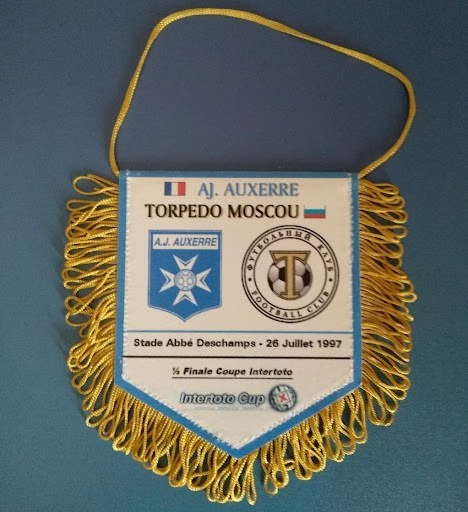 AJ. AUXERRE
TORPEDO MOSCOU
A.J. AUXERRE
ФУТБОЛЬНЫЙ КЛУБ
T
FOOTBALL CLUB
Stade Abbé Deschamps - 26 Juillet 1997
½ Finale Coupe Intertoto
Intertoto Cup